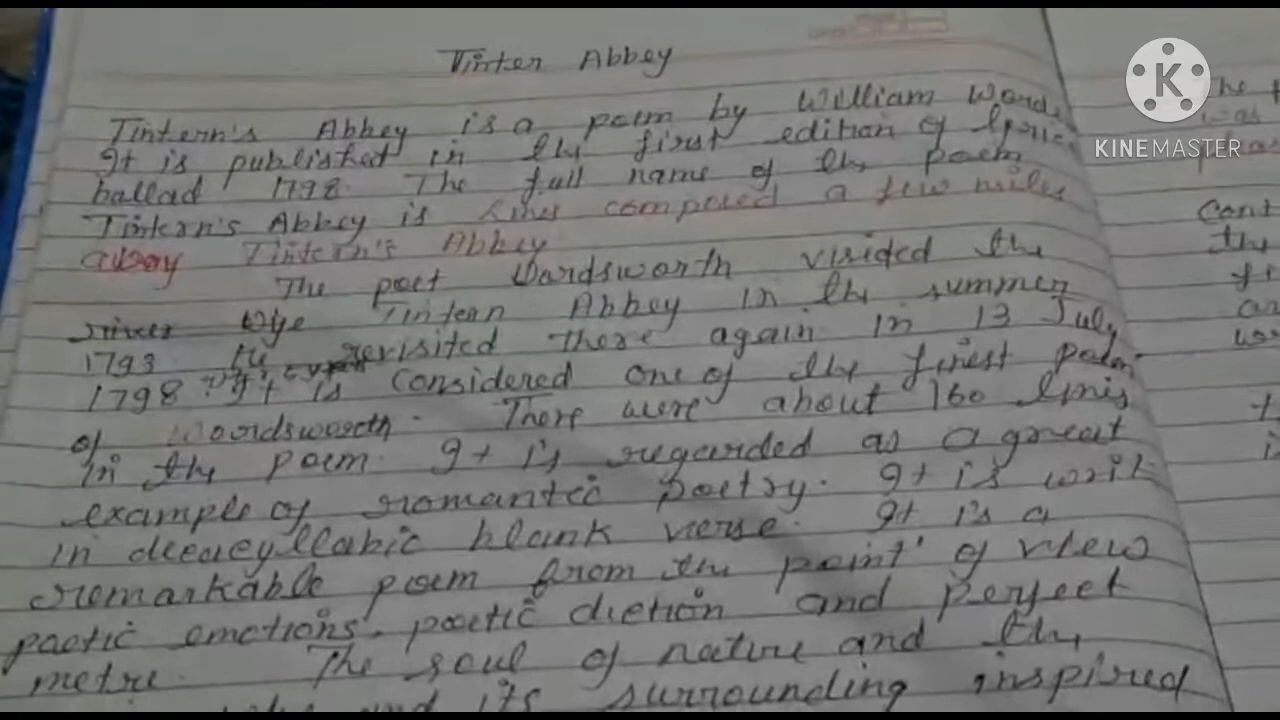 Tinter Abbey
Tintern's Abbey is a poem by William Words
It is published in the first edition of lyrical
ballad 1798. The full name of the poem
Tintern's Abbey is Lines composed a few miles
away Tintern's Abbey
The poet Wordsworth visited the
river Wye Tintern Abbey in the summer
1793 revisited there again in 13 July
1798. It is considered one of the finest poem
of Woordsworth. There were about 160 lines
in the poem. It is regarded as a great
example of romantic poetry. It is writ
in decasyllabic blank verse. It is a
remarkable poem from the point of view
poetic emotions, poetic diction and perfect
metre. The soul of nature and the
and its surrounding inspired
K
KINEMASTER
was
Cont
the